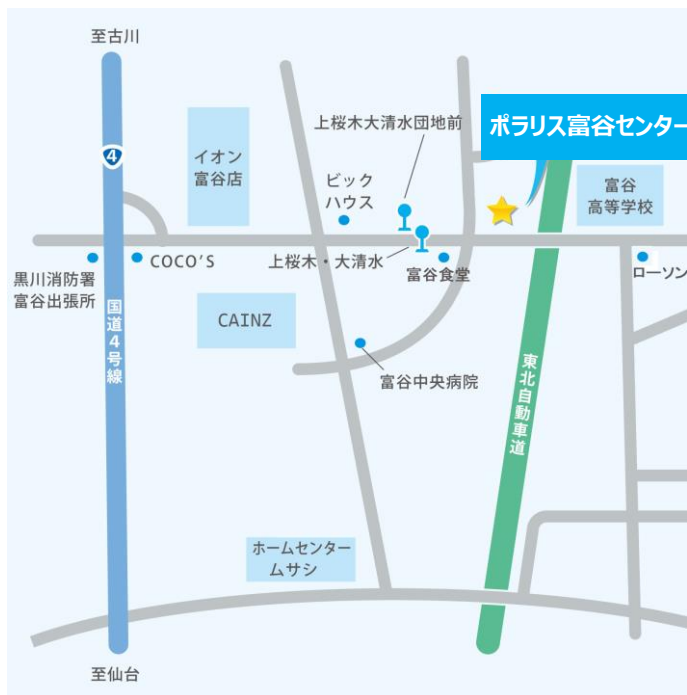 至古川
4
イオン
富谷店
上桜木大清水団地前
ポラリス富谷センター
ビック
ハウス
富谷
高等学校
黒川消防署
富谷出張所
COCO'S
上桜木・大清水
富谷食堂
ローソン
国道4号線
CAINZ
富谷中央病院
東北自動車道
ホームセンター
ムサシ
至仙台